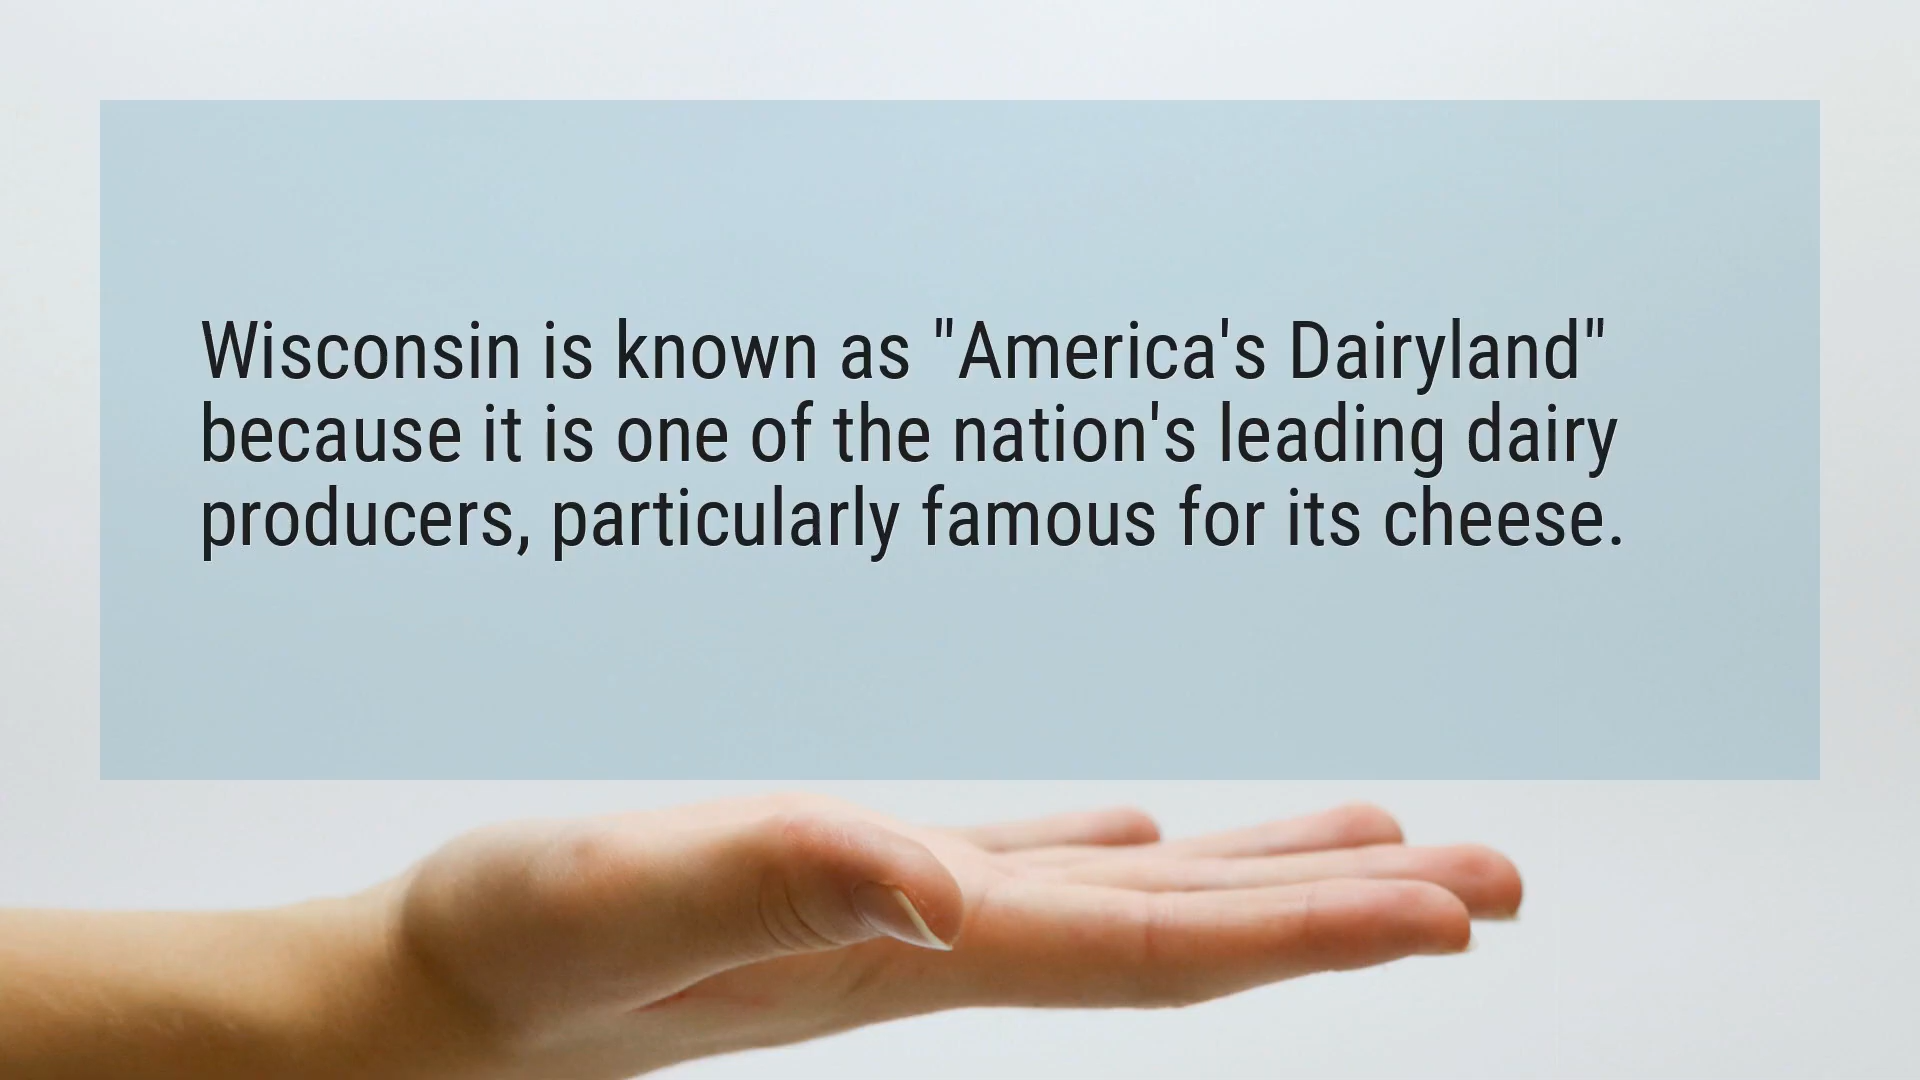 Wisconsin is known as "America's Dairyland"
because it is one of the nation's leading dairy
producers, particularly famous for its cheese.